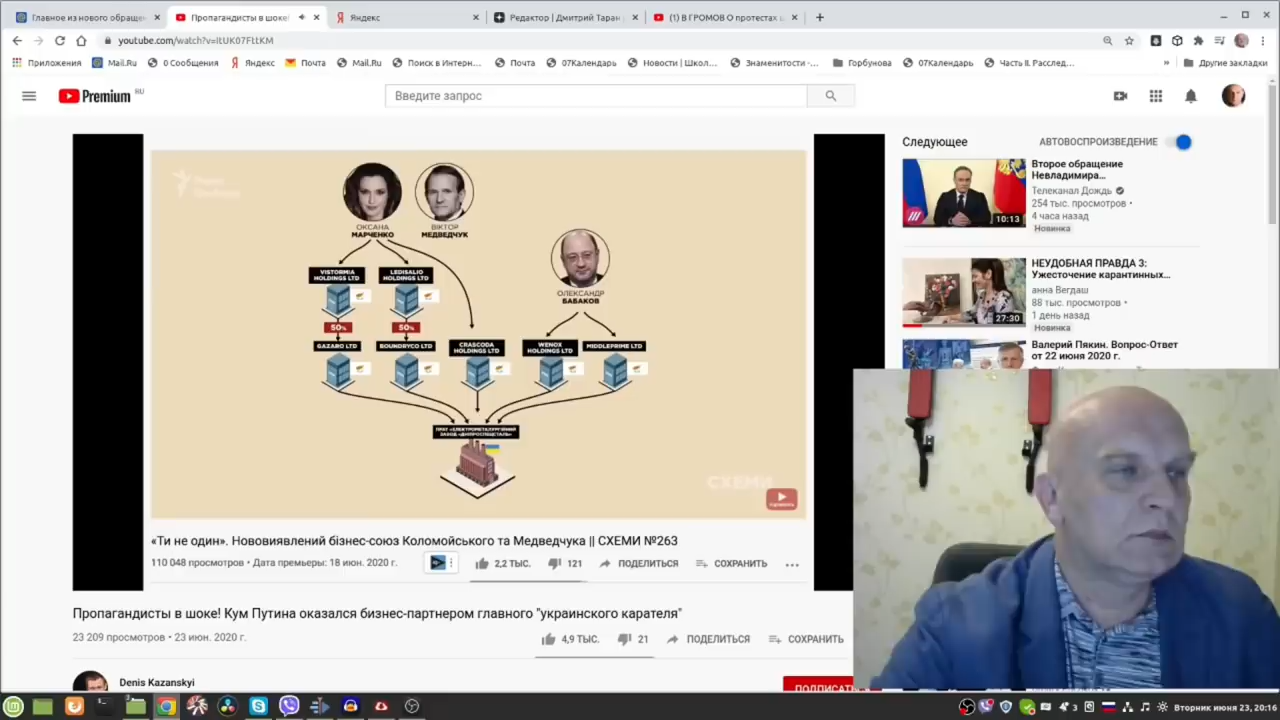 Главное из нового обращен
Пропагандисты в шоке!
Яндекс
Редактор | Дмитрий Таран
(1) В ГРОМОВ О протестах
youtube.com/watch?v=ItUK07FttKM
Приложения
Mail.Ru
0 Сообщения
Яндекс
Почта
Mail.Ru
Поиск в Интерн...
Почта
07Календарь
Новости | Школ...
Знаменитости -...
Горбунова
07Календарь
Часть II. Расслед...
Другие закладки
Premium RU
Введите запрос
ОКСАНА
МАРЧЕНКО
ВІКТОР
МЕДВЕДЧУК
ОЛЕКСАНДР
БАБАКОВ
VISTORMIA
HOLDINGS LTD
LEDISALIO
HOLDINGS LTD
50%
50%
GAZARO LTD
BOUNDRYCO LTD
CRASCODA
HOLDINGS LTD
WENOX
HOLDINGS LTD
MIDDLEPRIME LTD
ПРАТ «ЕЛЕКТРОМЕТАЛУРГІЙНИЙ
ЗАВОД «ДНІПРОСПЕЦСТАЛЬ»
СХЕМИ
«Ти не один». Нововиявлений бізнес-союз Коломойського та Медведчука || СХЕМИ №263
110 048 просмотров • Дата премьеры: 18 июн. 2020 г.
2,2 ТЫС.
121
ПОДЕЛИТЬСЯ
СОХРАНИТЬ
Пропагандисты в шоке! Кум Путина оказался бизнес-партнером главного "украинского карателя"
23 209 просмотров • 23 июн. 2020 г.
4,9 ТЫС.
21
ПОДЕЛИТЬСЯ
СОХРАНИТЬ
Denis Kazanskyi
Следующее
АВТОВОСПРОИЗВЕДЕНИЕ
10:13
Второе обращение
Невладимира...
Телеканал Дождь
254 тыс. просмотров •
4 часа назад
Новинка
27:30
НЕУДОБНАЯ ПРАВДА 3:
Ужесточение карантинных...
анна Вегдаш
88 тыс. просмотров •
1 день назад
Новинка
Валерий Пякин. Вопрос-Ответ
от 22 июня 2020 г.
3
Вторник июня 23, 20:16